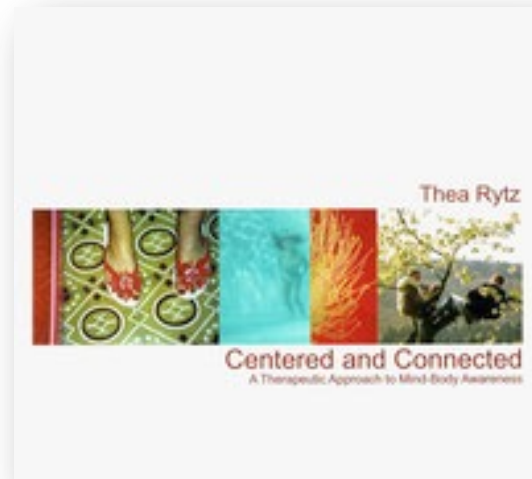 Thea Rytz
Centered and Connected
A Therapeutic Approach to Mind-Body Awareness